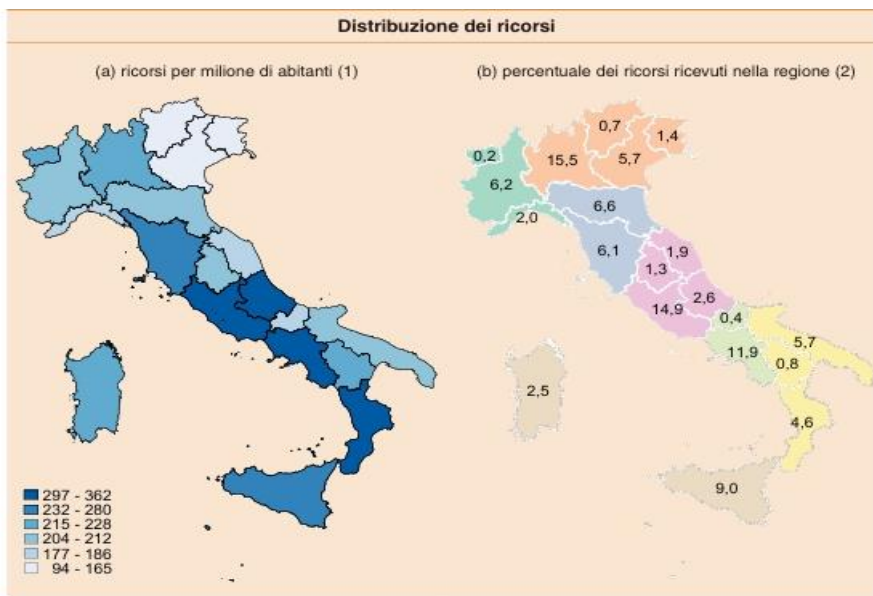 Distribuzione dei ricorsi
(a) ricorsi per milione di abitanti (1)
297 - 362
232 - 280
215 - 228
204 - 212
177 - 186
94 - 165
(b) percentuale dei ricorsi ricevuti nella regione (2)
0,7
1,4
0,2
15,5
5,7
6,2
6,6
2,0
6,1
1,9
1,3
2,6
14,9
0,4
5,7
11,9
0,8
2,5
4,6
9,0